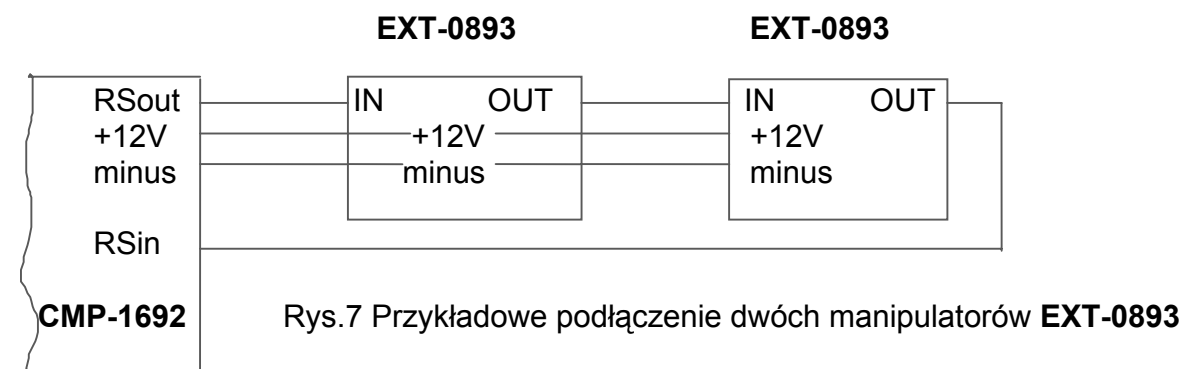 EXT-0893 EXT-0893
RSout IN OUT IN OUT
+12V +12V +12V
minus minus minus
RSin
CMP-1692 Rys.7 Przykładowe podłączenie dwóch manipulatorów EXT-0893